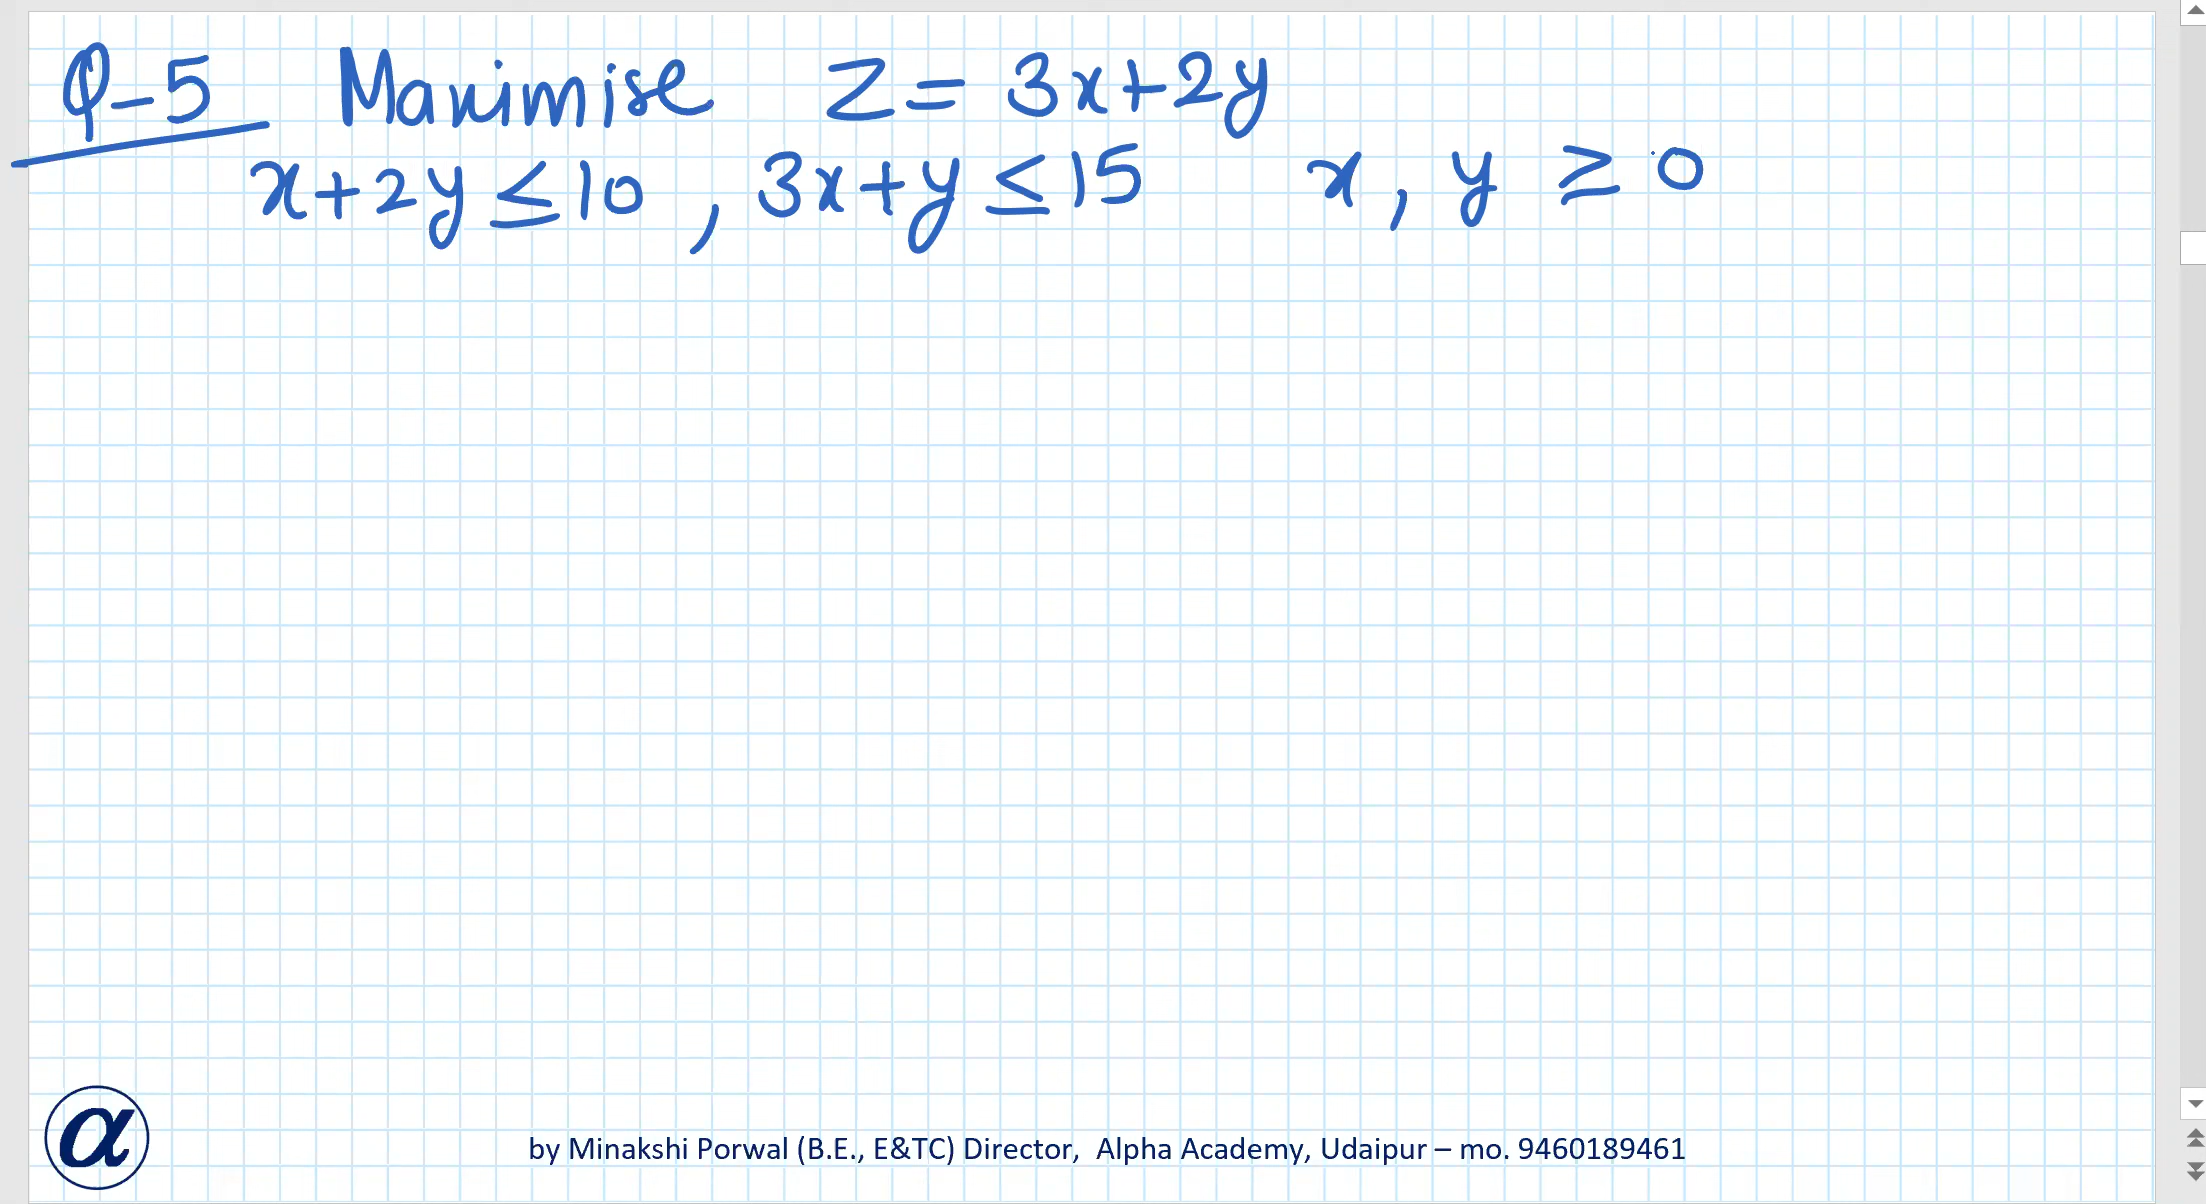 Q-5 Maximise Z = 3x+2y
x+2y ≤ 10 , 3x+y ≤ 15 x, y ≥ 0
α
by Minakshi Porwal (B.E., E&TC) Director, Alpha Academy, Udaipur – mo. 9460189461